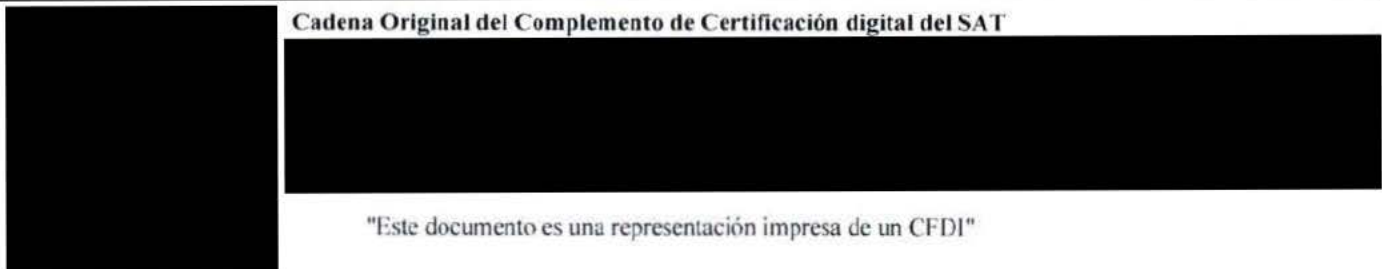 Cadena Original del Complemento de Certificación digital del SAT
"Este documento es una representación impresa de un CFDI"